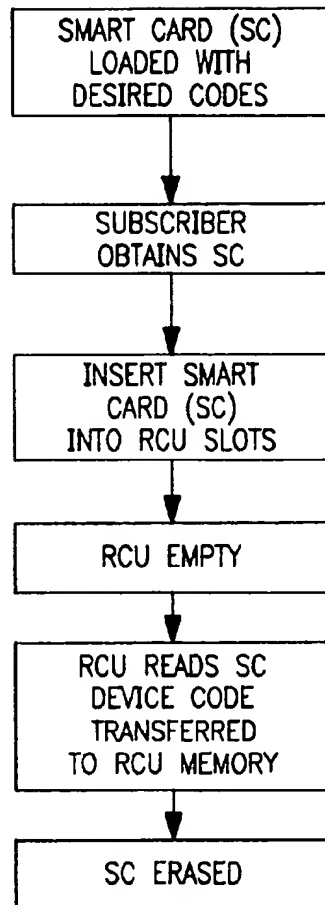 SMART CARD (SC)
LOADED WITH
DESIRED CODES
SUBSCRIBER
OBTAINS SC
INSERT SMART
CARD (SC)
INTO RCU SLOTS
RCU EMPTY
RCU READS SC
DEVICE CODE
TRANSFERRED
TO RCU MEMORY
SC ERASED